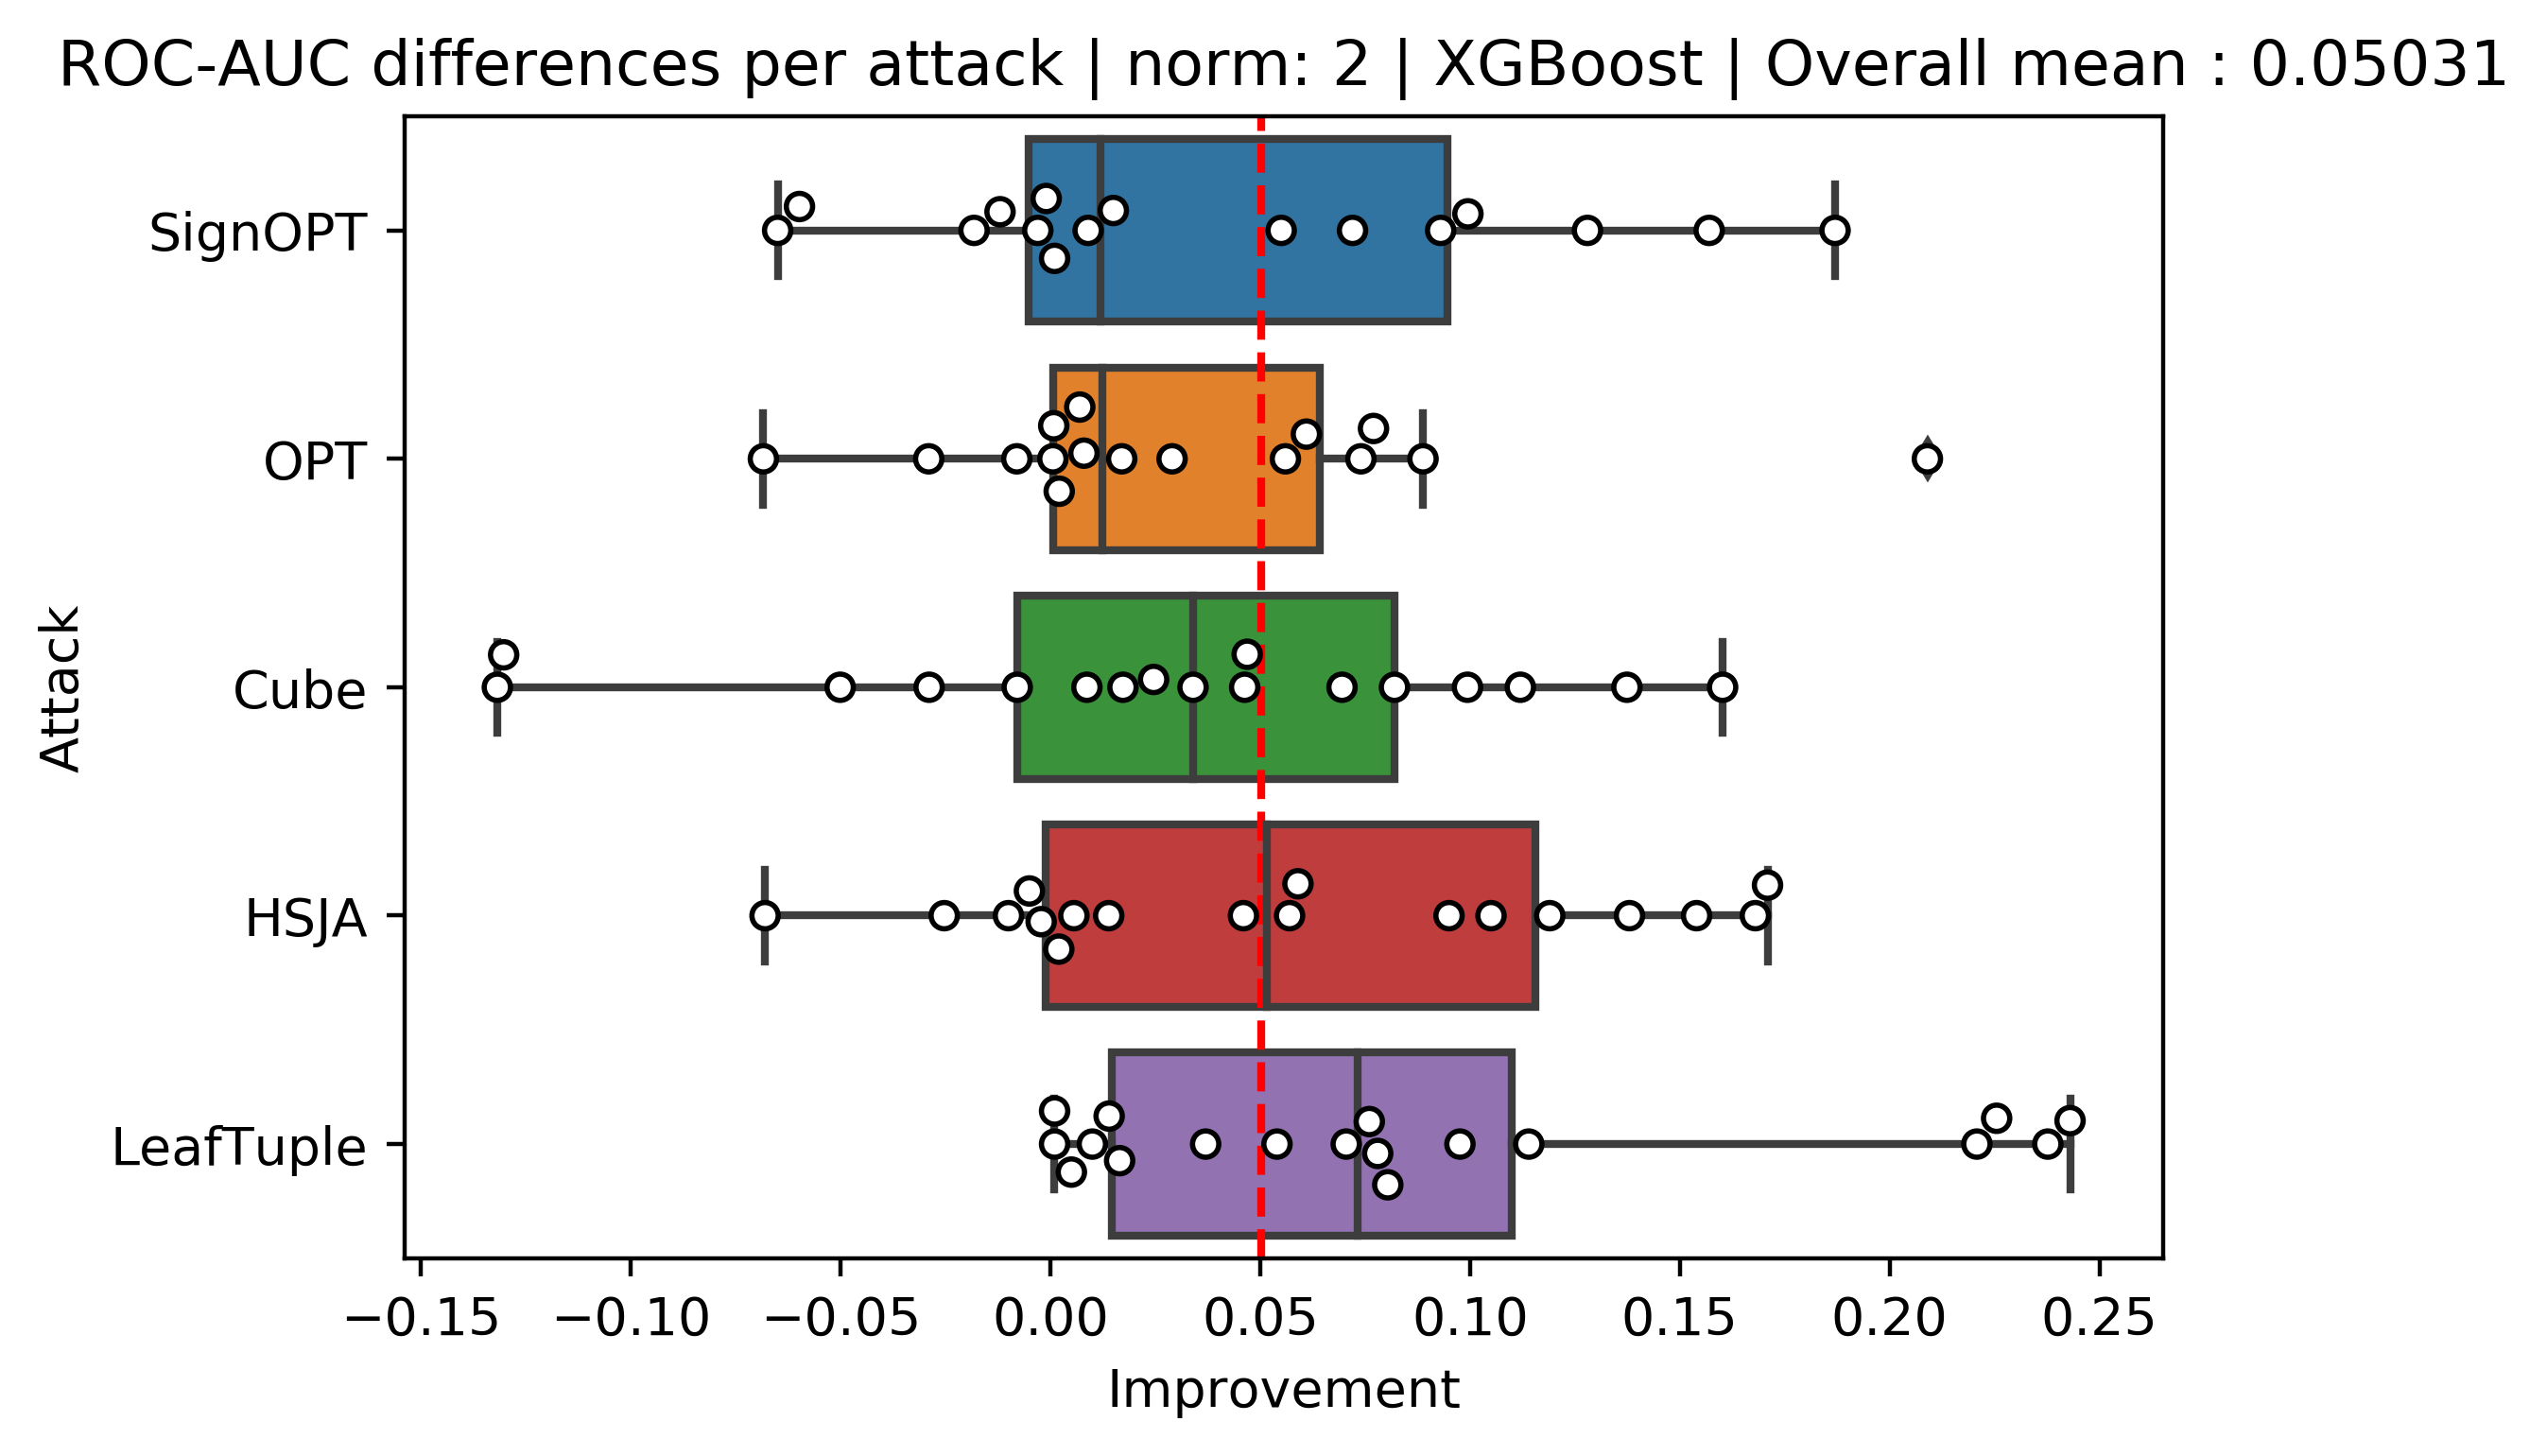 ROC-AUC differences per attack | norm: 2 | XGBoost | Overall mean : 0.05031
SignOPT
OPT
Cube
HSJA
LeafTuple
Attack
−0.15 −0.10 −0.05 0.00 0.05 0.10 0.15 0.20 0.25
Improvement